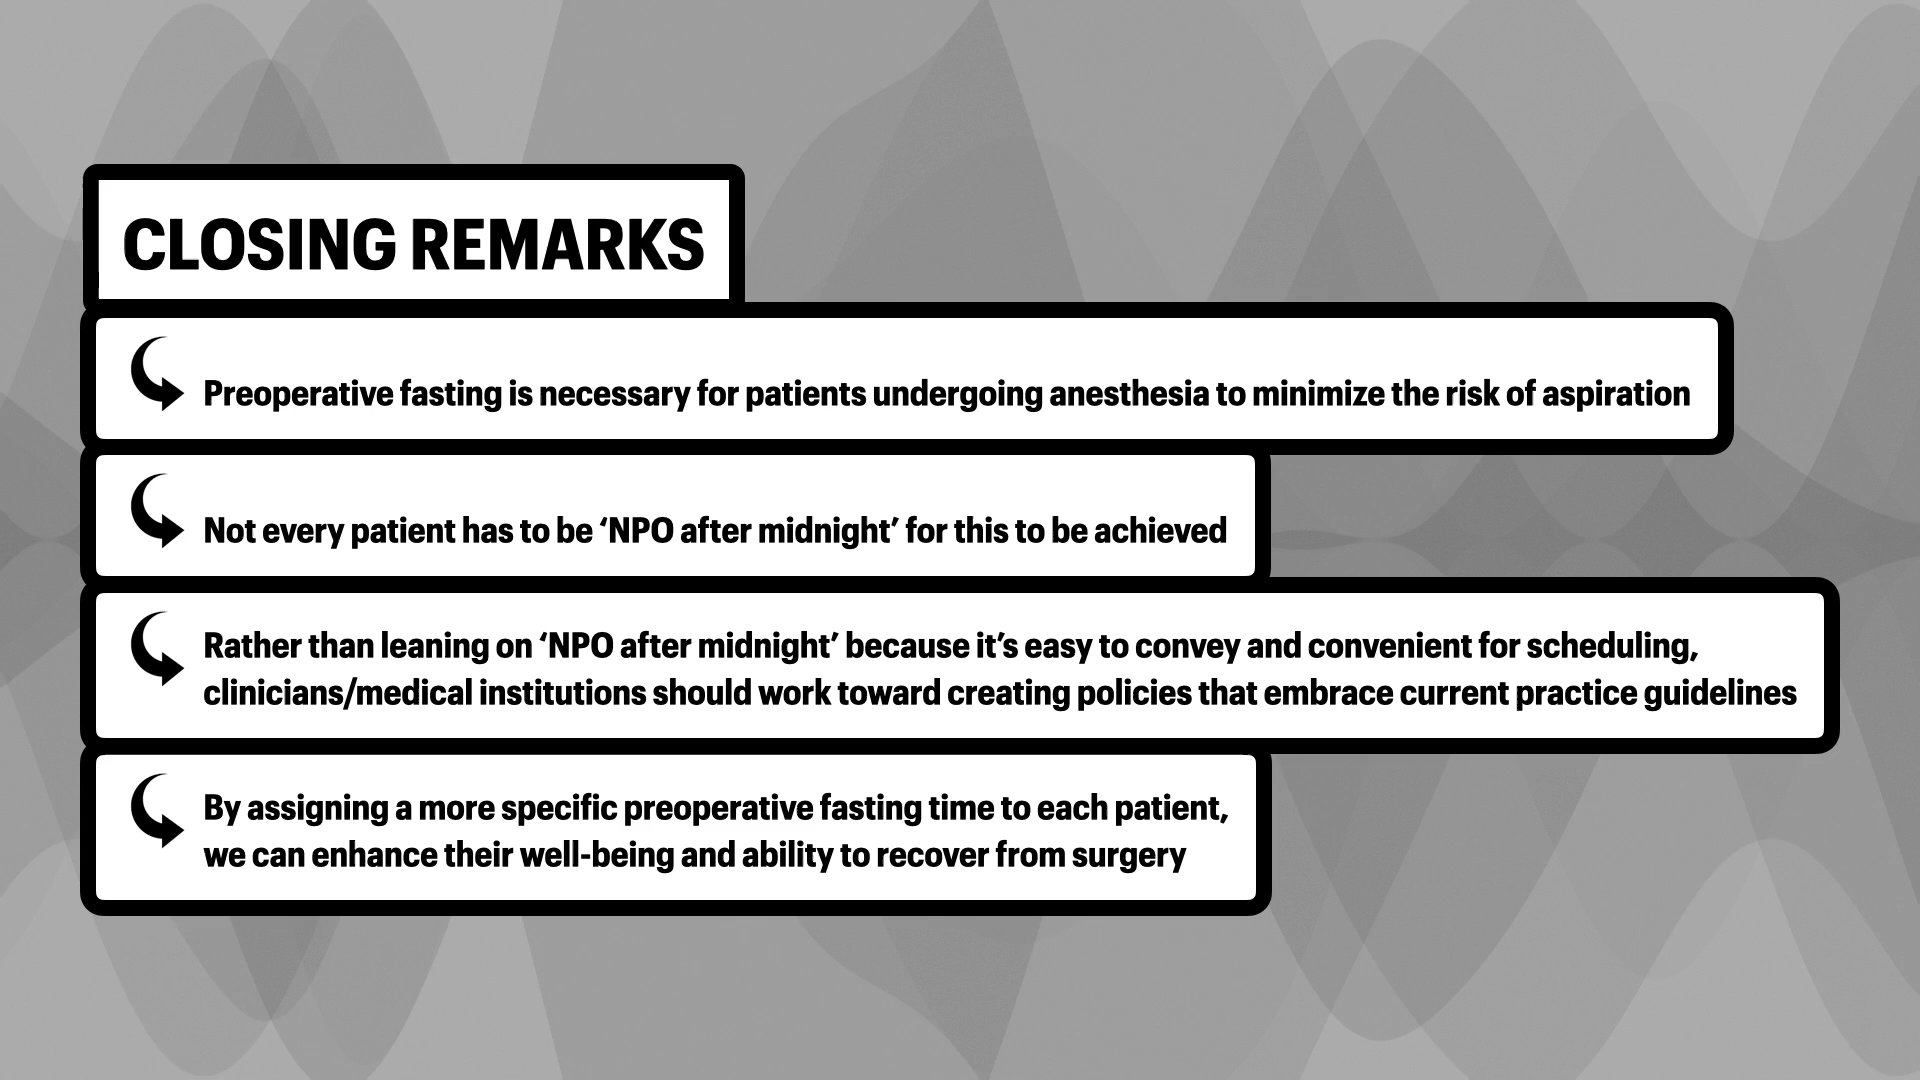 CLOSING REMARKS
Preoperative fasting is necessary for patients undergoing anesthesia to minimize the risk of aspiration
Not every patient has to be ‘NPO after midnight’ for this to be achieved
Rather than leaning on ‘NPO after midnight’ because it’s easy to convey and convenient for scheduling,
clinicians/medical institutions should work toward creating policies that embrace current practice guidelines
By assigning a more specific preoperative fasting time to each patient,
we can enhance their well-being and ability to recover from surgery